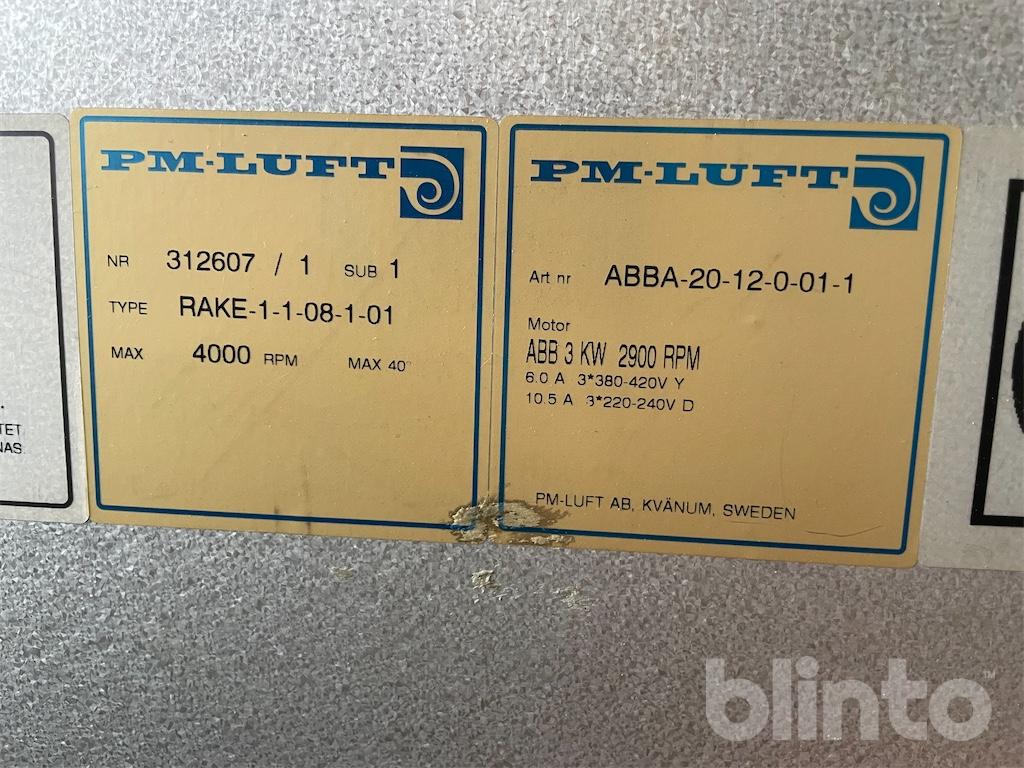 PM-LUFT
NR 312607 / 1 SUB 1
TYPE RAKE-1-1-08-1-01
MAX 4000 RPM MAX 40°
PM-LUFT
Art nr ABBA-20-12-0-01-1
Motor
ABB 3 KW 2900 RPM
6.0 A 3*380-420V Y
10.5 A 3*220-240V D
PM-LUFT AB, KVÄNUM, SWEDEN
blinto™